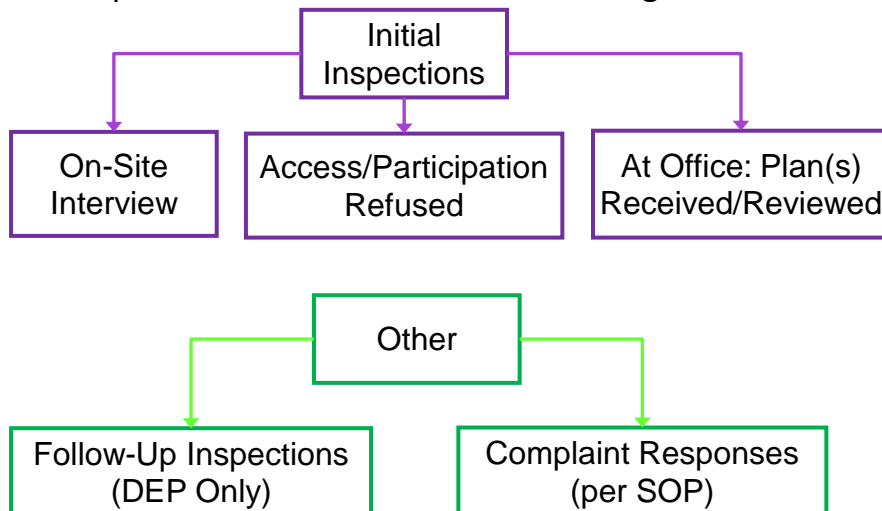 Initial
Inspections
On-Site
Interview
Access/Participation
Refused
At Office: Plan(s)
Received/Reviewed
Other
Follow-Up Inspections
(DEP Only)
Complaint Responses
(per SOP)